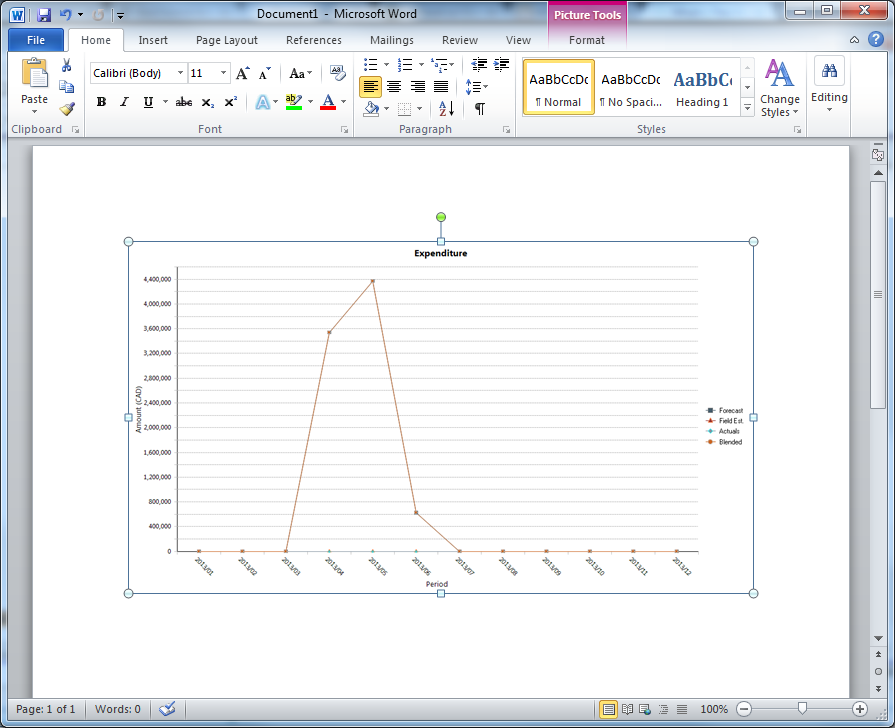 Document1 - Microsoft Word
Picture Tools
File Home Insert Page Layout References Mailings Review View Format
Paste
Clipboard
Calibri (Body) 11
Font
Paragraph
AaBbCcDc
¶ Normal
AaBbCcDc
¶ No Spaci...
AaBbC
Heading 1
Styles
Change
Styles
Editing
Expenditure
4,400,000
4,000,000
3,600,000
3,200,000
2,800,000
2,400,000
2,000,000
1,600,000
1,200,000
800,000
400,000
0
Amount (CAD)
2013/01
2013/02
2013/03
2013/04
2013/05
2013/06
2013/07
2013/08
2013/09
2013/10
2013/11
2013/12
Period
Forecast
Field Est.
Actuals
Blended
Page: 1 of 1 Words: 0 100%